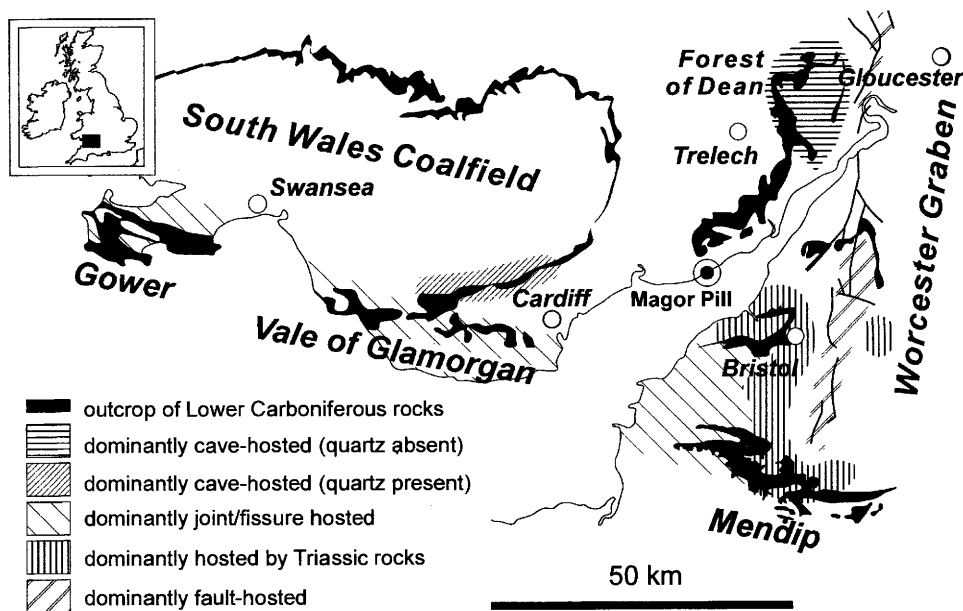 Forest
of Dean
Gloucester
South Wales Coalfield
Trelech
Swansea
Worcester Graben
Gower
Cardiff
Magor Pill
Vale of Glamorgan
Bristol
outcrop of Lower Carboniferous rocks
dominantly cave-hosted (quartz absent)
dominantly cave-hosted (quartz present)
dominantly joint/fissure hosted
Mendip
dominantly hosted by Triassic rocks
50 km
dominantly fault-hosted